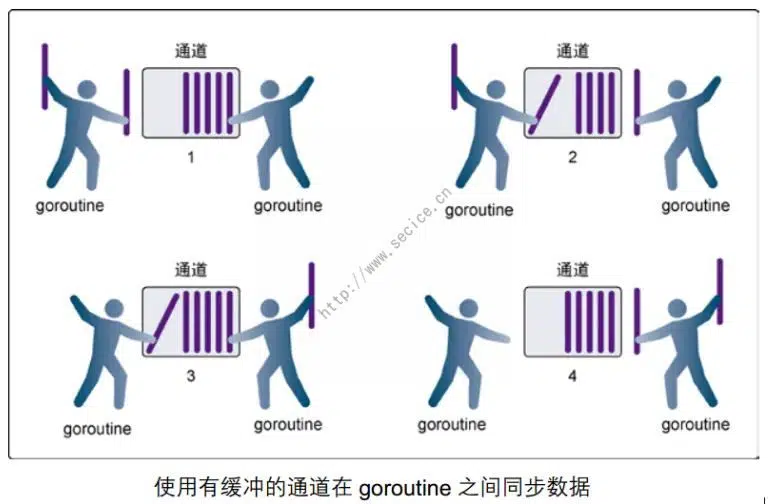 通道
1
goroutine
goroutine
通道
2
goroutine
goroutine
通道
3
goroutine
goroutine
通道
4
goroutine
goroutine
http://www.secice.cn
使用有缓冲的通道在 goroutine 之间同步数据